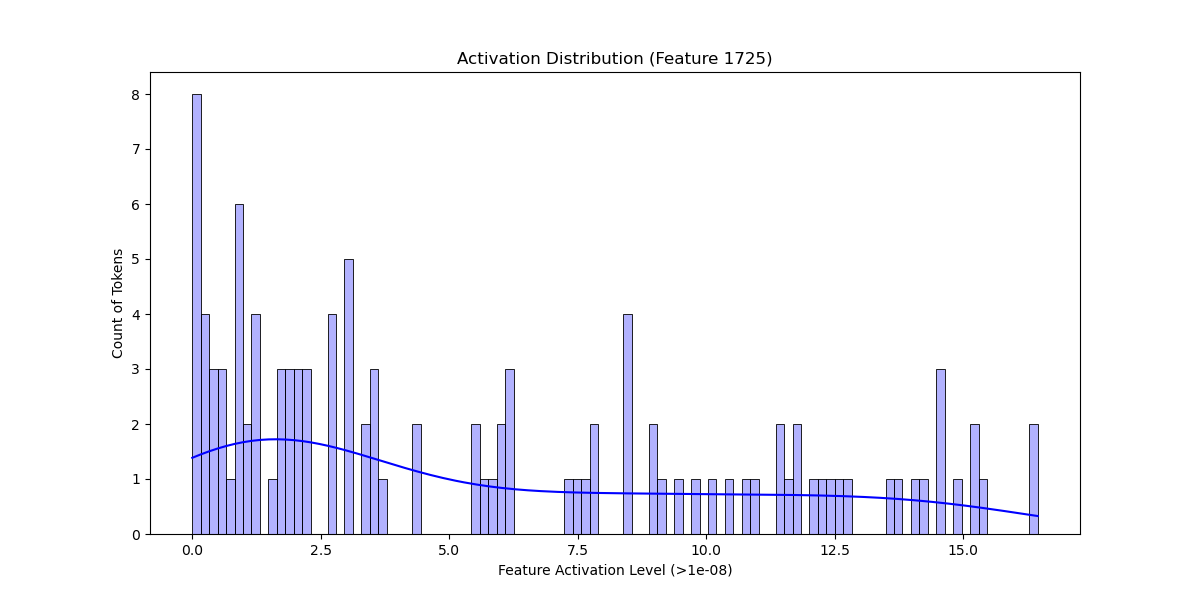 Activation Distribution (Feature 1725)
Count of Tokens
8
7
6
5
4
3
2
1
0
0.0 2.5 5.0 7.5 10.0 12.5 15.0
Feature Activation Level (>1e-08)